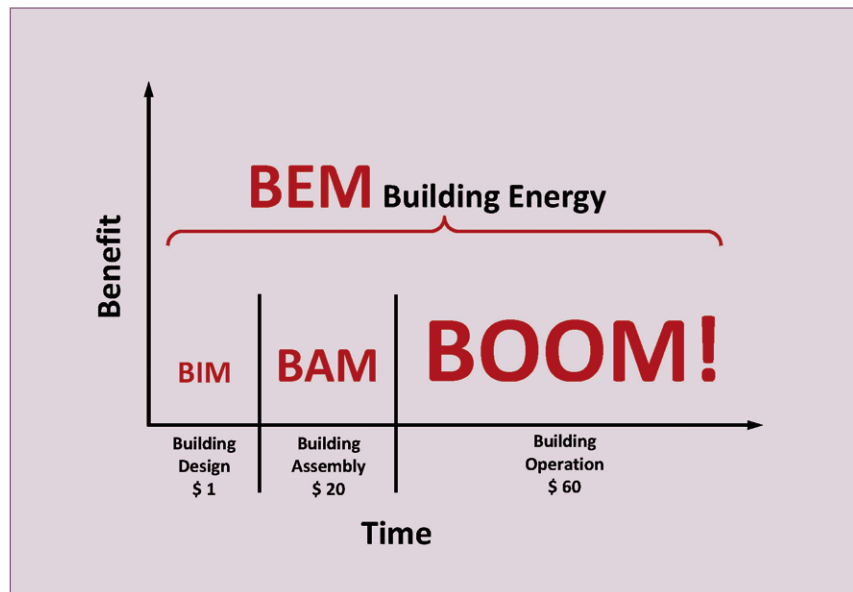 BEM Building Energy
Benefit
BIM
BAM
BOOM!
Building
Design
$ 1
Building
Assembly
$ 20
Building
Operation
$ 60
Time